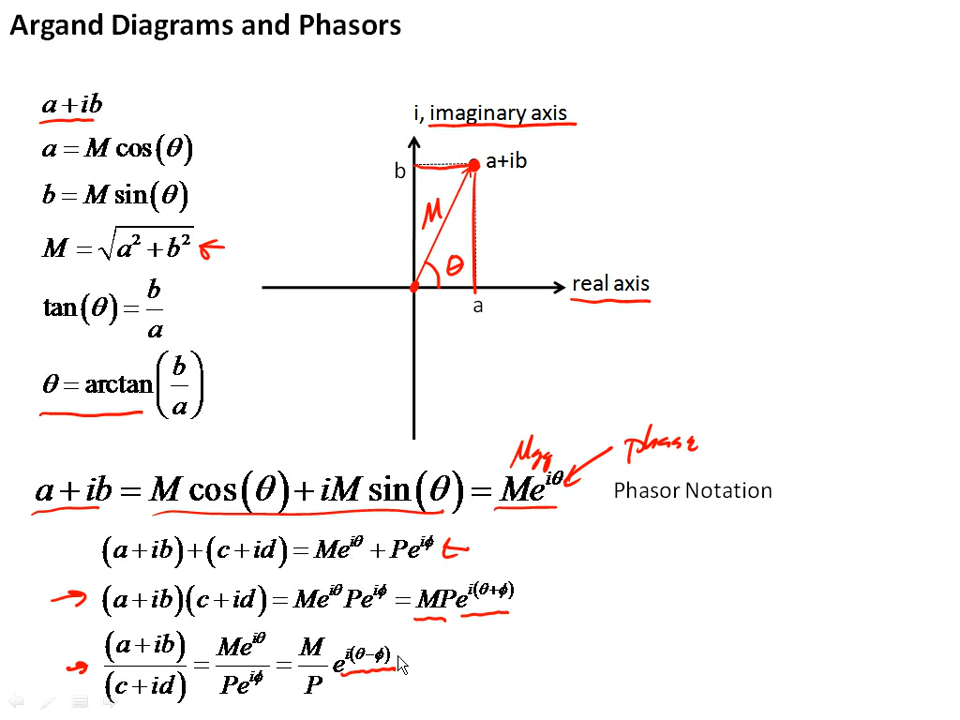 Argand Diagrams and Phasors
a + ib
a = M cos(θ)
b = M sin(θ)
M = √(a² + b²)
tan(θ) = b/a
θ = arctan(b/a)
i, imaginary axis
b
a+ib
M
θ
real axis
a
Mag
phase
a + ib = M cos(θ) + iM sin(θ) = Me^{iθ}
Phasor Notation
(a + ib) + (c + id) = Me^{iθ} + Pe^{iϕ}
(a + ib)(c + id) = Me^{iθ} Pe^{iϕ} = MPe^{i(θ+ϕ)}
(a + ib)/(c + id) = Me^{iθ}/Pe^{iϕ} = M/P e^{i(θ−ϕ)}